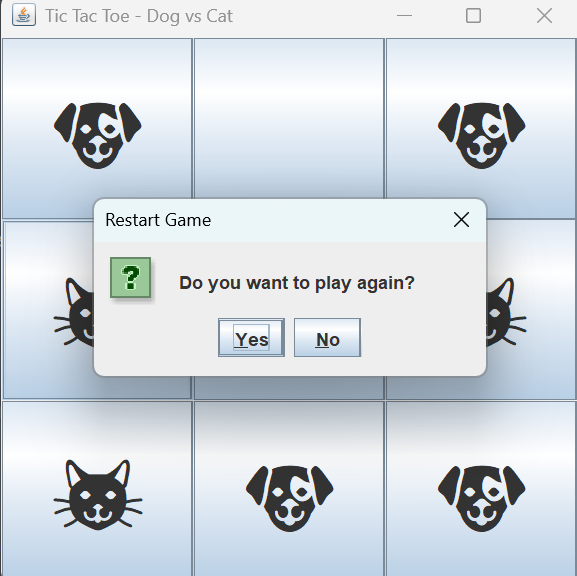 Tic Tac Toe - Dog vs Cat
Restart Game
?
Do you want to play again?
Yes No